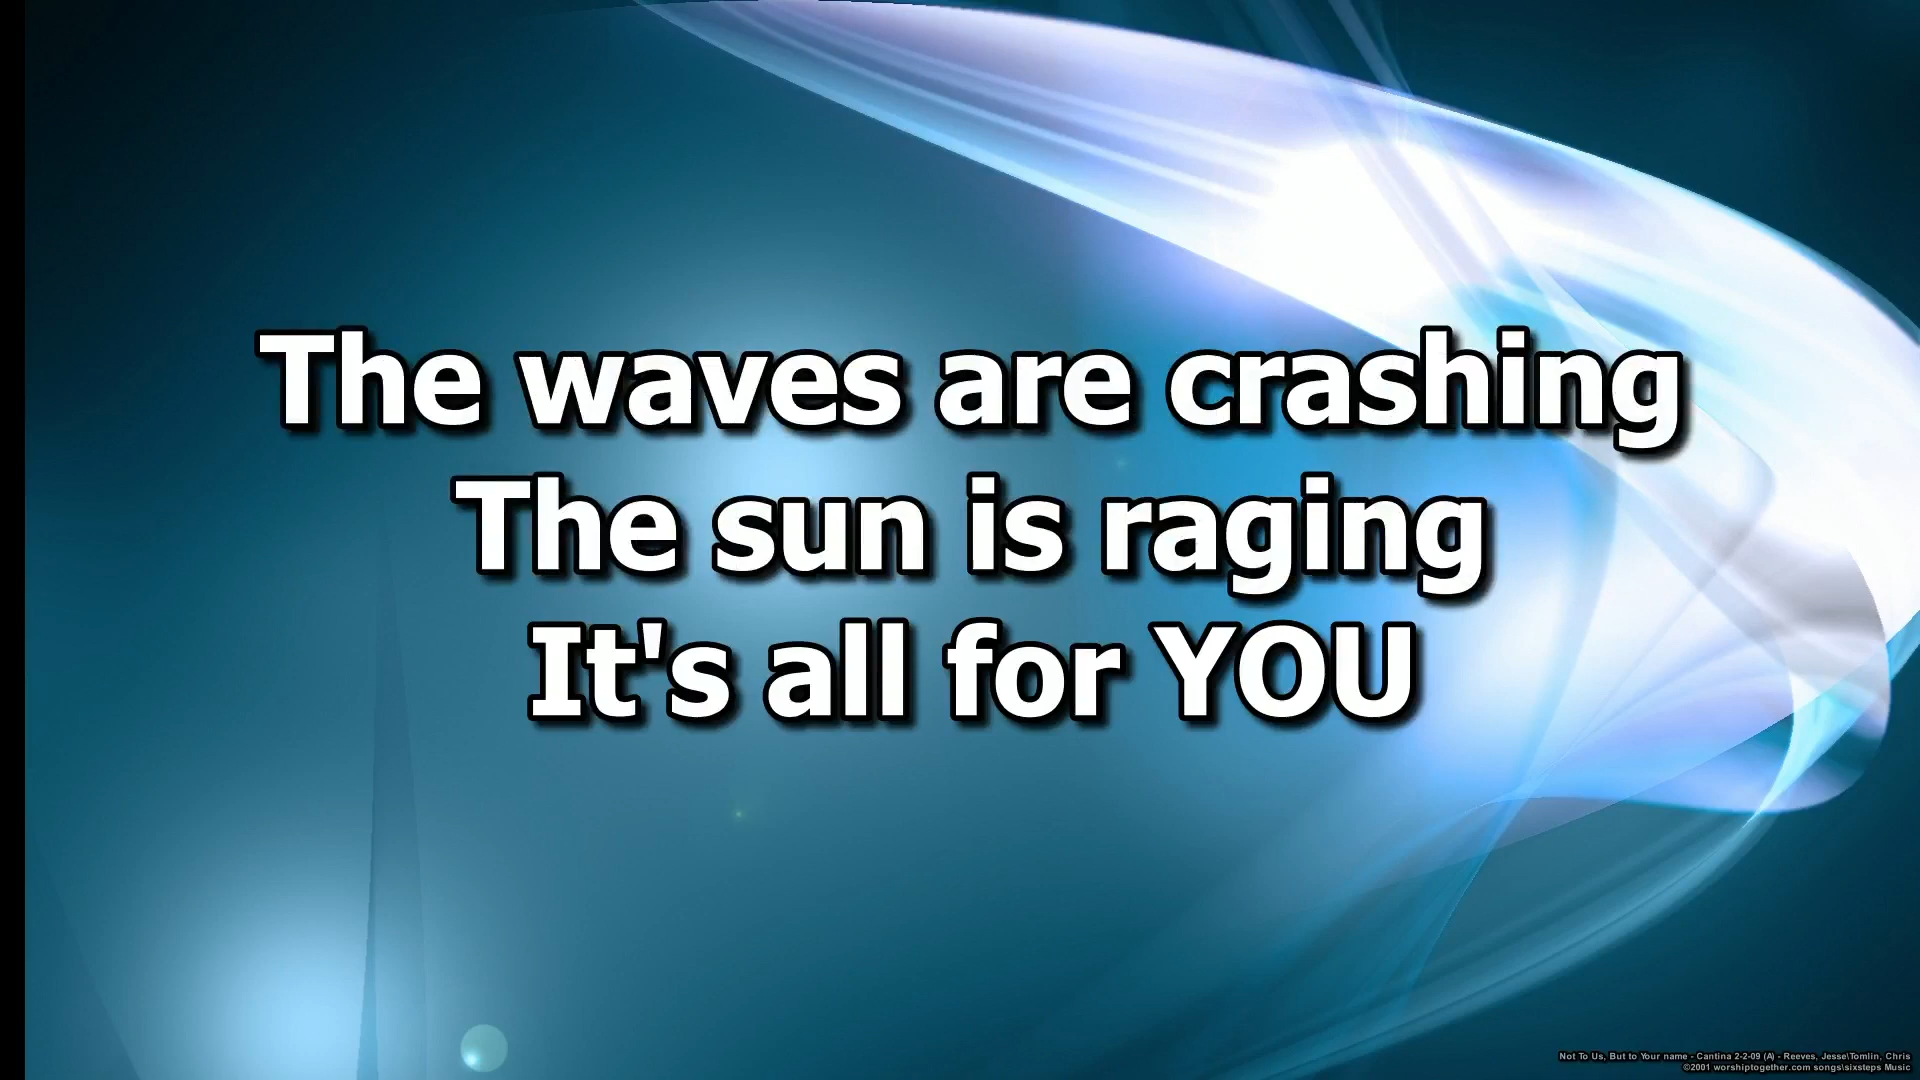 The waves are crashing
The sun is raging
It's all for YOU
Not To Us, But to Your name - Cantina 2-2-09 (A) - Reeves, Jesse\Tomlin, Chris
©2001 worshiptogether.com songs\sixsteps Music